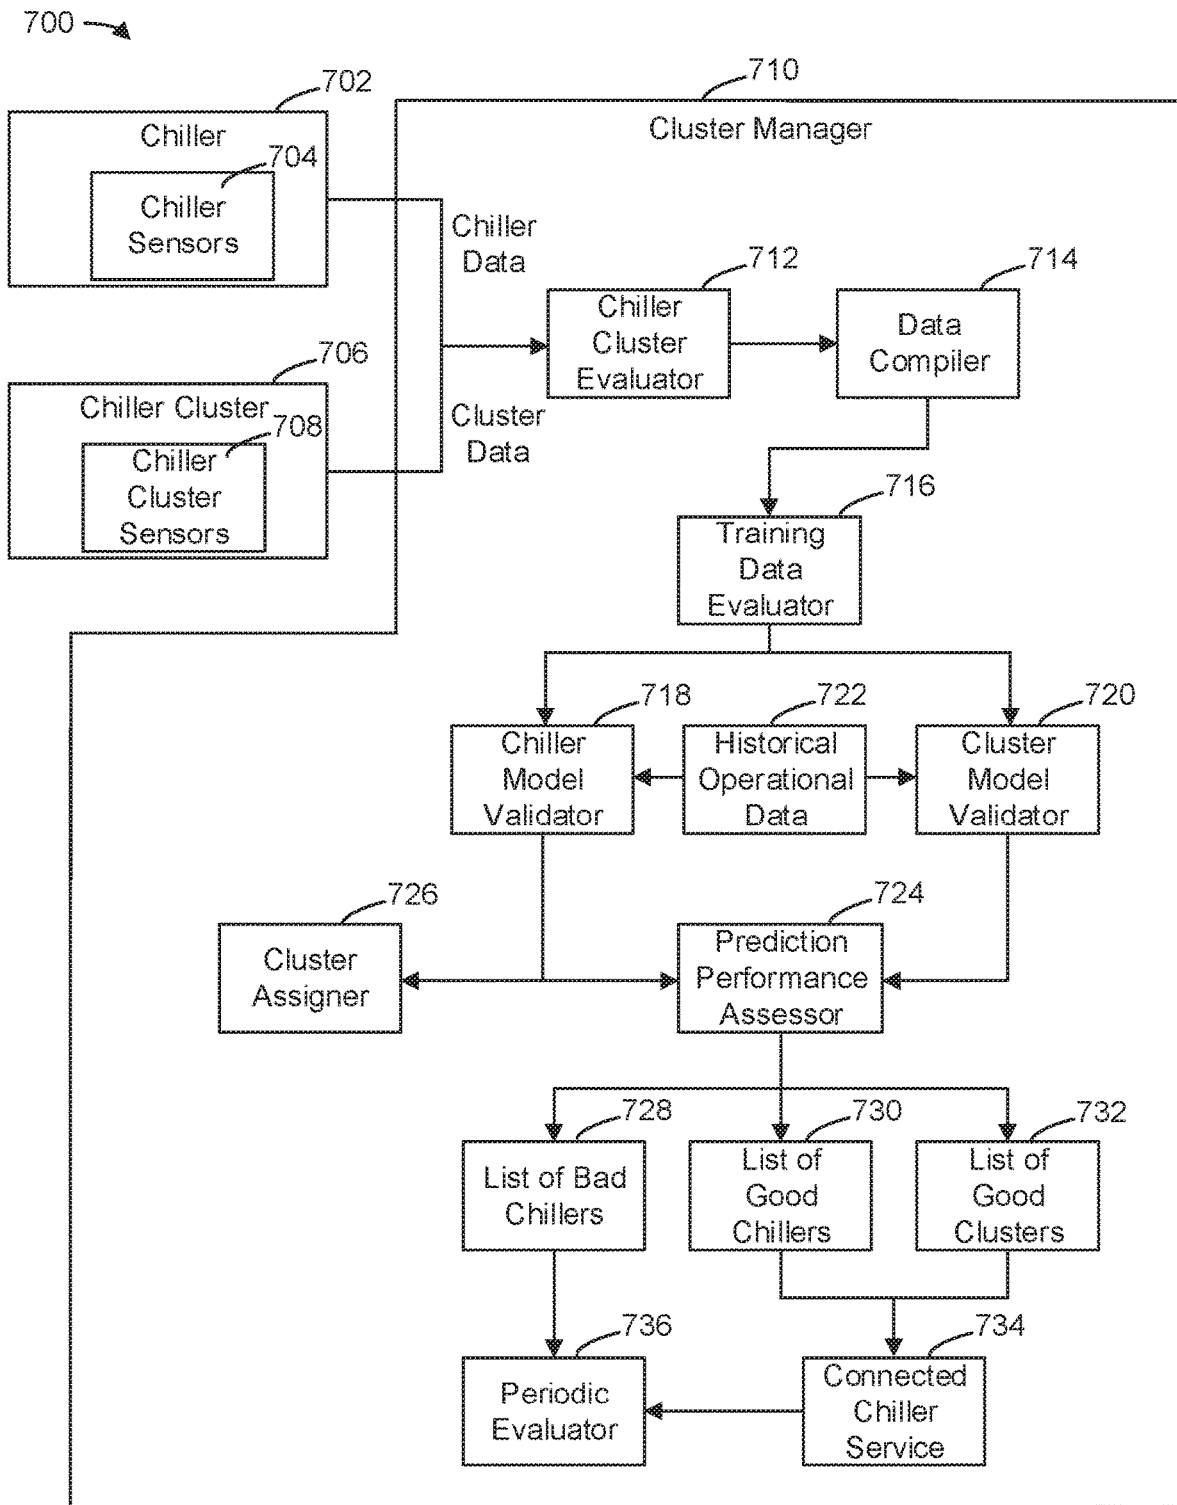 700
702
Chiller
704
Chiller
Sensors
706
Chiller Cluster
708
Chiller
Cluster
Sensors
710
Cluster Manager
Chiller
Data
Cluster
Data
712
Chiller
Cluster
Evaluator
714
Data
Compiler
716
Training
Data
Evaluator
718
Chiller
Model
Validator
722
Historical
Operational
Data
720
Cluster
Model
Validator
726
Cluster
Assigner
724
Prediction
Performance
Assessor
728
List of Bad
Chillers
730
List of
Good
Chillers
732
List of
Good
Clusters
736
Periodic
Evaluator
734
Connected
Chiller
Service